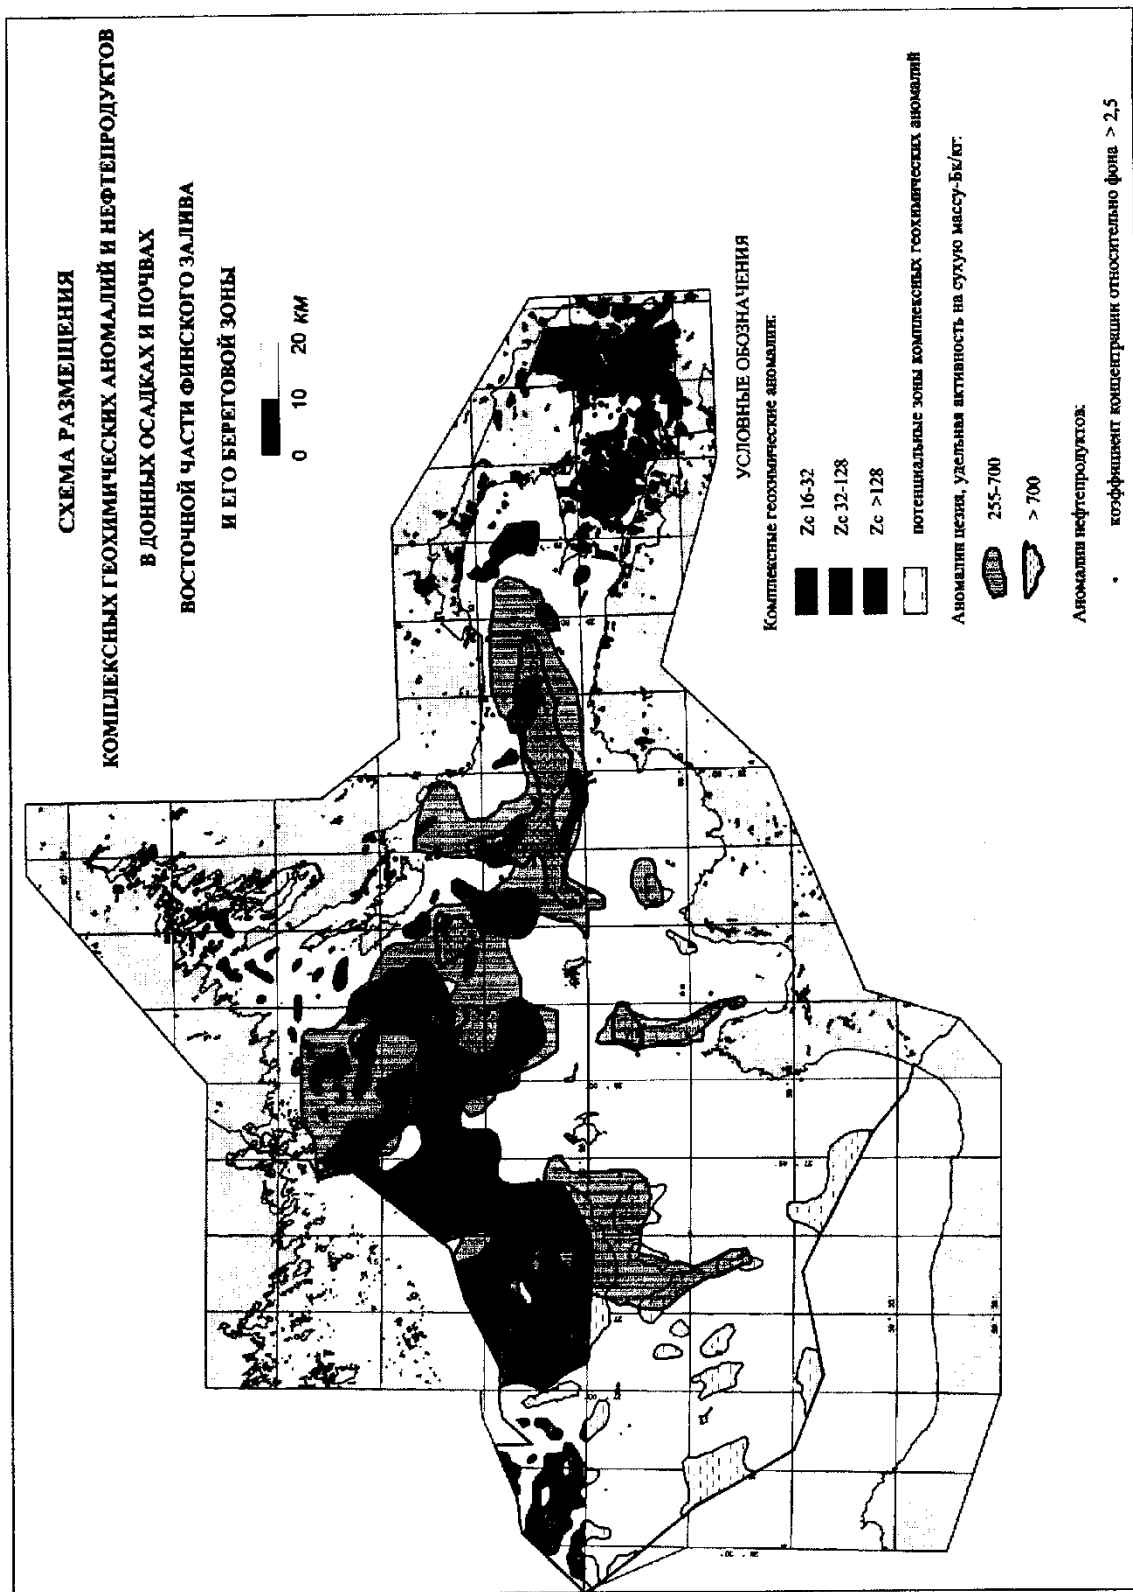 СХЕМА РАЗМЕЩЕНИЯ
КОМПЛЕКСНЫХ ГЕОХИМИЧЕСКИХ АНОМАЛИЙ И НЕФТЕПРОДУКТОВ
В ДОННЫХ ОСАДКАХ И ПОЧВАХ
ВОСТОЧНОЙ ЧАСТИ ФИНСКОГО ЗАЛИВА
И ЕГО БЕРЕГОВОЙ ЗОНЫ
0 10 20 КМ
УСЛОВНЫЕ ОБОЗНАЧЕНИЯ
Комплексные геохимические аномалии:
Zc 16-32
Zc 32-128
Zc >128
потенциальные зоны комплексных геохимических аномалий
Аномалии цезия, удельная активность на сухую массу-Бк/кг:
255-700
> 700
Аномалии нефтепродуктов:
коэффициент концентрации относительно фона > 2,5